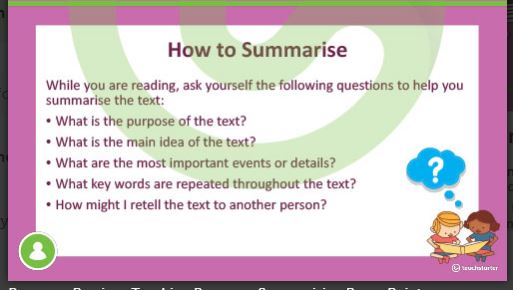 How to Summarise
While you are reading, ask yourself the following questions to help you
summarise the text:
• What is the purpose of the text?
• What is the main idea of the text?
• What are the most important events or details?
• What key words are repeated throughout the text?
• How might I retell the text to another person?
?
© teachstarter